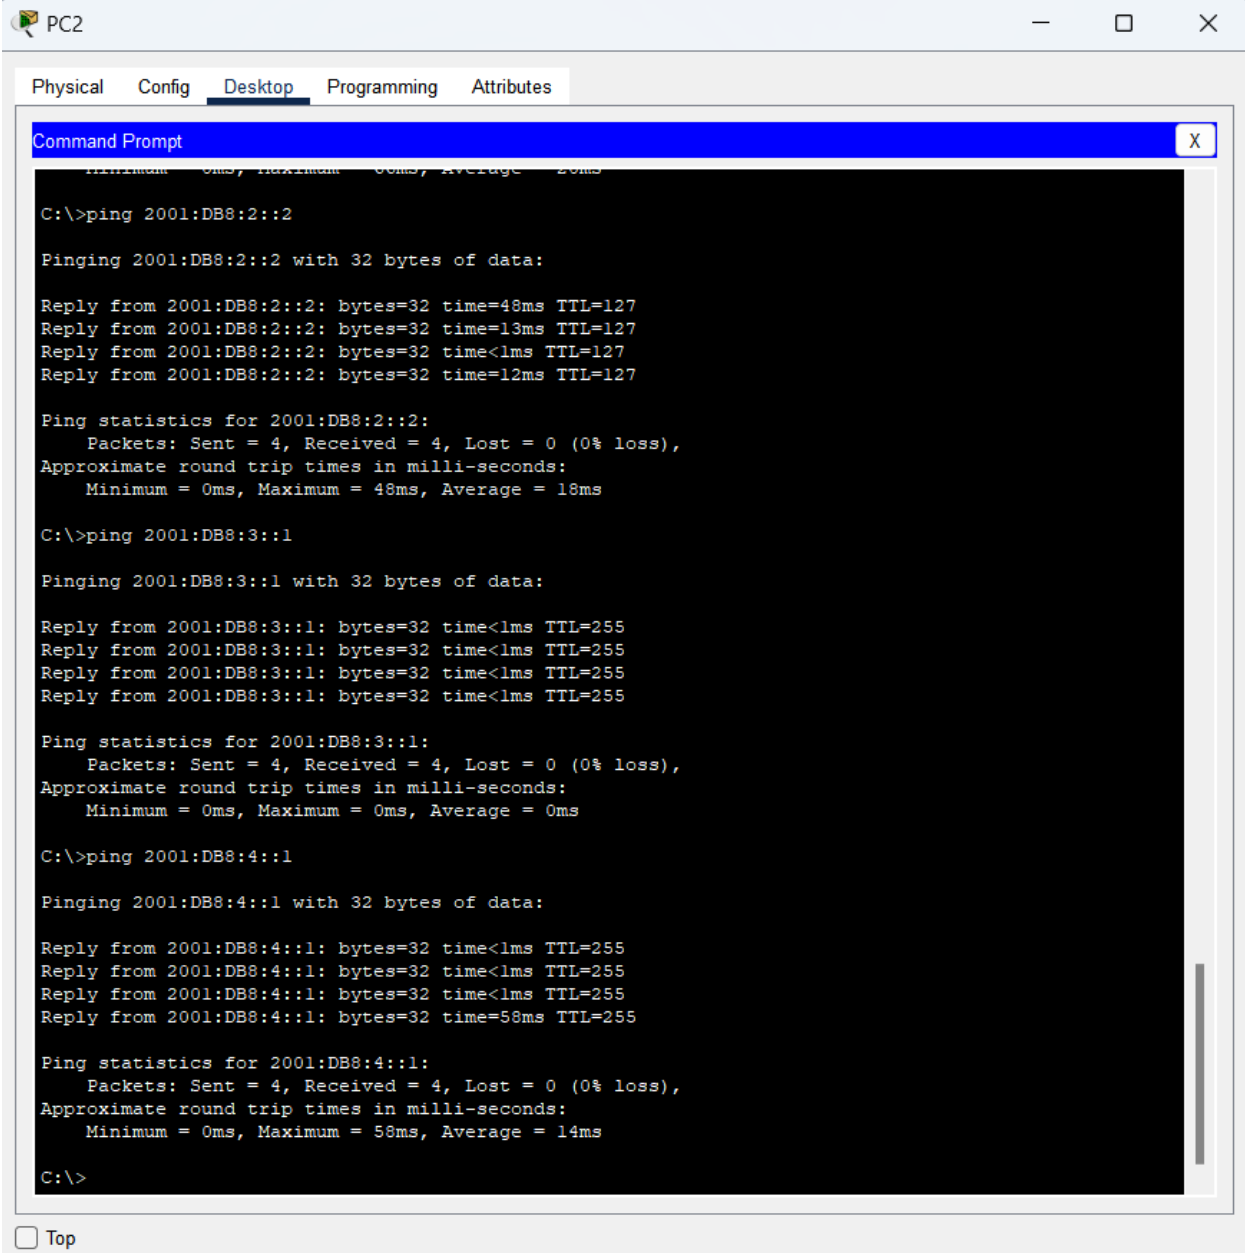 PC2
Physical Config Desktop Programming Attributes
Command Prompt
X
Minimum = 0ms, Maximum = 60ms, Average = 20ms
C:\>ping 2001:DB8:2::2
Pinging 2001:DB8:2::2 with 32 bytes of data:
Reply from 2001:DB8:2::2: bytes=32 time=48ms TTL=127
Reply from 2001:DB8:2::2: bytes=32 time=13ms TTL=127
Reply from 2001:DB8:2::2: bytes=32 time<1ms TTL=127
Reply from 2001:DB8:2::2: bytes=32 time=12ms TTL=127
Ping statistics for 2001:DB8:2::2:
Packets: Sent = 4, Received = 4, Lost = 0 (0% loss),
Approximate round trip times in milli-seconds:
Minimum = 0ms, Maximum = 48ms, Average = 18ms
C:\>ping 2001:DB8:3::1
Pinging 2001:DB8:3::1 with 32 bytes of data:
Reply from 2001:DB8:3::1: bytes=32 time<1ms TTL=255
Reply from 2001:DB8:3::1: bytes=32 time<1ms TTL=255
Reply from 2001:DB8:3::1: bytes=32 time<1ms TTL=255
Reply from 2001:DB8:3::1: bytes=32 time<1ms TTL=255
Ping statistics for 2001:DB8:3::1:
Packets: Sent = 4, Received = 4, Lost = 0 (0% loss),
Approximate round trip times in milli-seconds:
Minimum = 0ms, Maximum = 0ms, Average = 0ms
C:\>ping 2001:DB8:4::1
Pinging 2001:DB8:4::1 with 32 bytes of data:
Reply from 2001:DB8:4::1: bytes=32 time<1ms TTL=255
Reply from 2001:DB8:4::1: bytes=32 time<1ms TTL=255
Reply from 2001:DB8:4::1: bytes=32 time<1ms TTL=255
Reply from 2001:DB8:4::1: bytes=32 time=58ms TTL=255
Ping statistics for 2001:DB8:4::1:
Packets: Sent = 4, Received = 4, Lost = 0 (0% loss),
Approximate round trip times in milli-seconds:
Minimum = 0ms, Maximum = 58ms, Average = 14ms
C:\>
Top